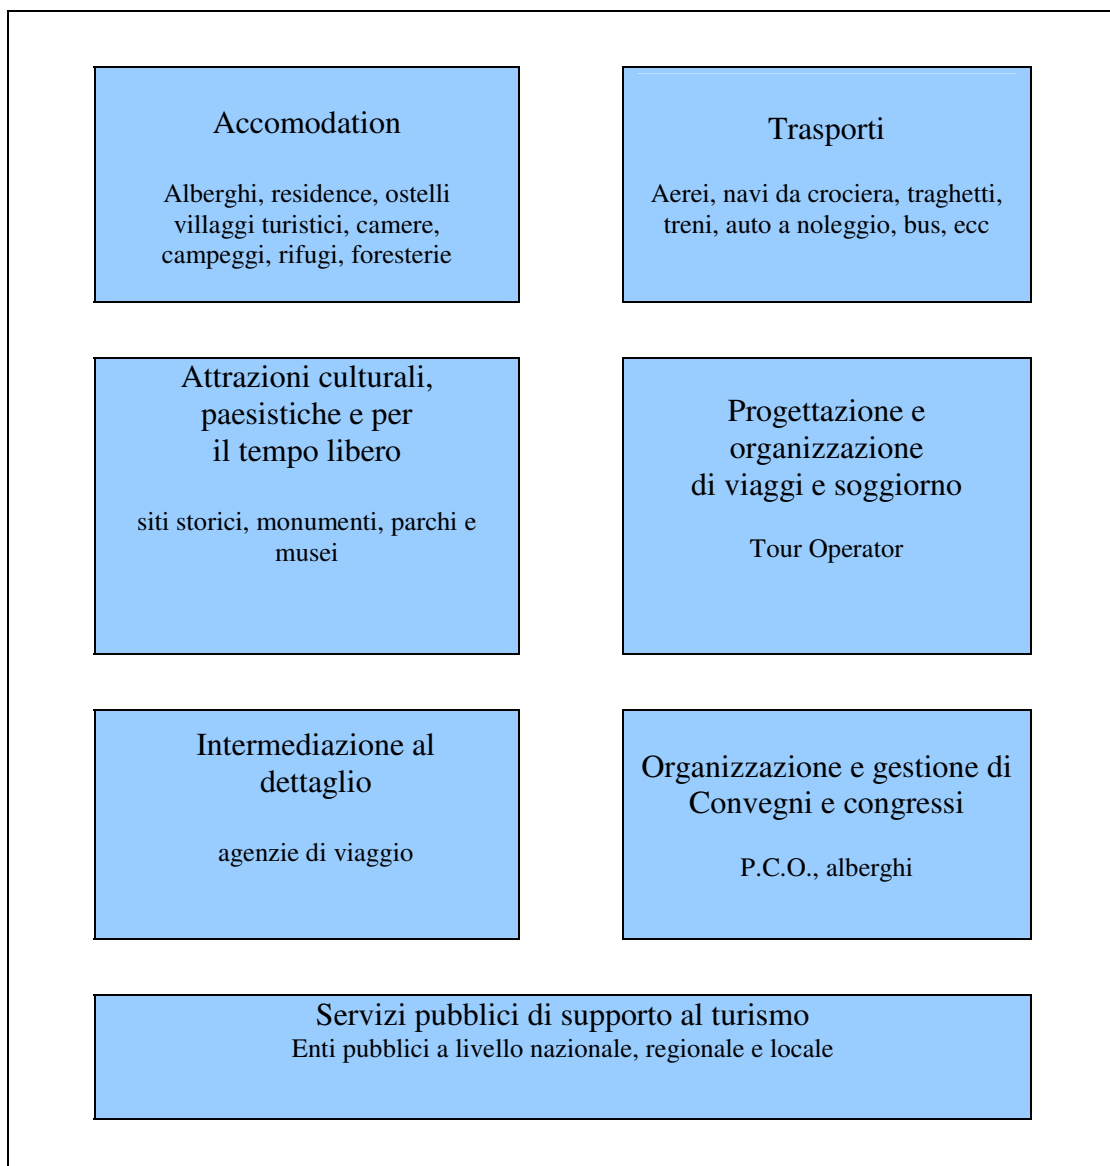 Accomodation
Alberghi, residence, ostelli
villaggi turistici, camere,
campeggi, rifugi, foresterie
Trasporti
Aerei, navi da crociera, traghetti,
treni, auto a noleggio, bus, ecc
Attrazioni culturali,
paesistiche e per
il tempo libero
siti storici, monumenti, parchi e
musei
Progettazione e
organizzazione
di viaggi e soggiorno
Tour Operator
Intermediazione al
dettaglio
agenzie di viaggio
Organizzazione e gestione di
Convegni e congressi
P.C.O., alberghi
Servizi pubblici di supporto al turismo
Enti pubblici a livello nazionale, regionale e locale